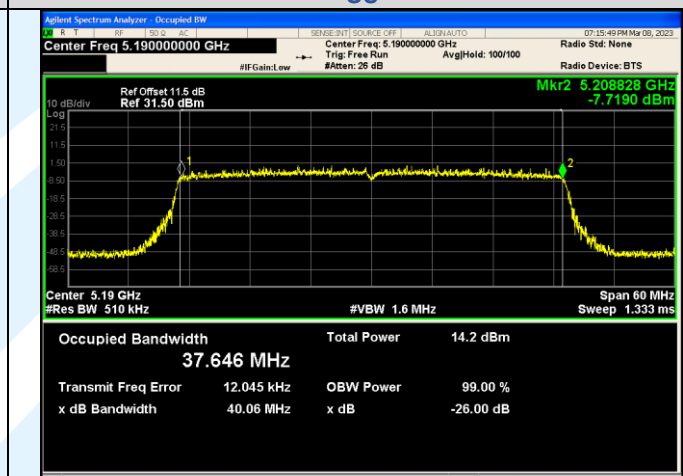 Agilent Spectrum Analyzer - Occupied BW
R T RF 50 Ω AC SENSE:INT SOURCE OFF ALIGN AUTO 07:15:49 PM Mar 08, 2023
Center Freq 5.190000000 GHz Center Freq: 5.190000000 GHz Radio Std: None
Trig: Free Run Avg|Hold: 100/100
#IFGain:Low #Atten: 26 dB Radio Device: BTS
Mkr2 5.208828 GHz
-7.7190 dBm
Ref Offset 11.5 dB
10 dB/div Ref 31.50 dBm
Log
21.5
11.5
1.50
-8.50
-18.5
-28.5
-38.5
-48.5
-58.5
1
2
Center 5.19 GHz Span 60 MHz
#Res BW 510 kHz #VBW 1.6 MHz Sweep 1.333 ms
Occupied Bandwidth Total Power 14.2 dBm
37.646 MHz
Transmit Freq Error 12.045 kHz OBW Power 99.00 %
x dB Bandwidth 40.06 MHz x dB -26.00 dB